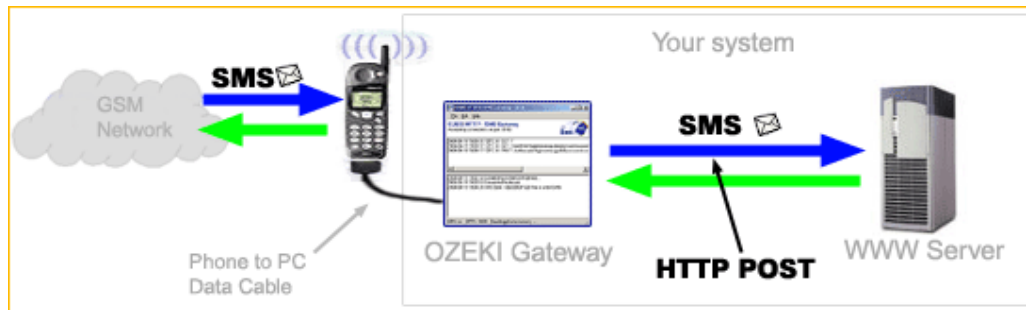 Your system
SMS
GSM
Network
SMS
OZEKI Gateway
WWW Server
HTTP POST
Phone to PC
Data Cable